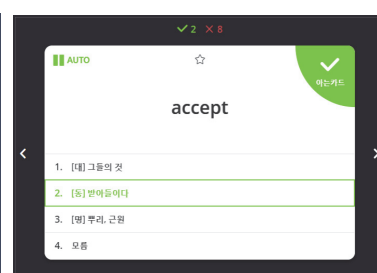 ✓ 2 × 8
AUTO
아는카드
accept
1. [대] 그들의 것
2. [동] 받아들이다
3. [명] 뿌리, 근원
4. 모름